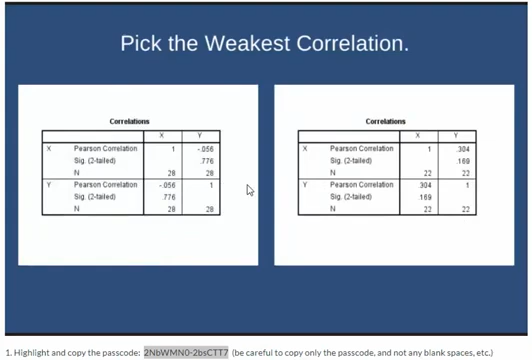 Pick the Weakest Correlation.
Correlations
X Y
X Pearson Correlation 1 -.056
Sig. (2-tailed) .776
N 28 28
Y Pearson Correlation -.056 1
Sig. (2-tailed) .776
N 28 28
Correlations
X Y
X Pearson Correlation 1 .304
Sig. (2-tailed) .169
N 22 22
Y Pearson Correlation .304 1
Sig. (2-tailed) .169
N 22 22
1. Highlight and copy the passcode: 2NbWMN0-2bsCTT7 (be careful to copy only the passcode, and not any blank spaces, etc.)